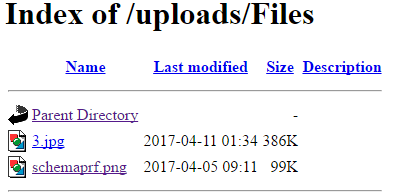 Index of /uploads/Files
Name Last modified Size Description
Parent Directory -
3.jpg 2017-04-11 01:34 386K
schemaprf.png 2017-04-05 09:11 99K